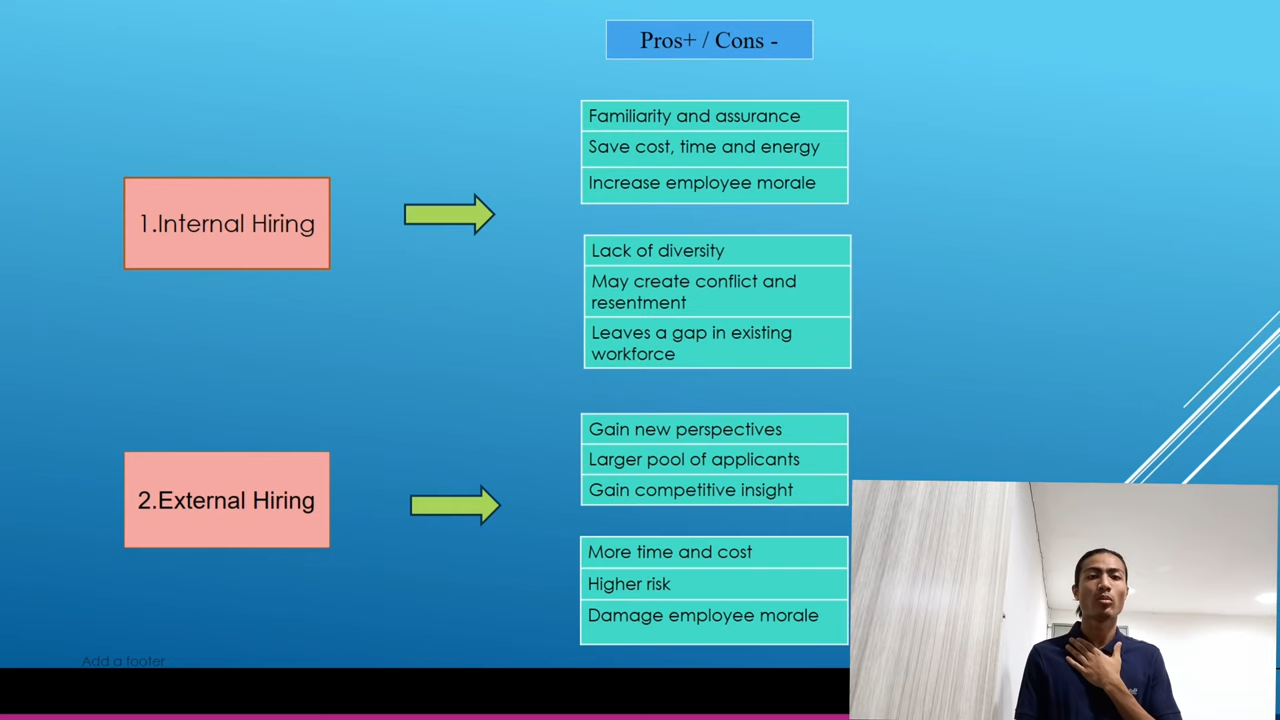 Pros+ / Cons -
1.Internal Hiring
Familiarity and assurance
Save cost, time and energy
Increase employee morale
Lack of diversity
May create conflict and
resentment
Leaves a gap in existing
workforce
2.External Hiring
Gain new perspectives
Larger pool of applicants
Gain competitive insight
More time and cost
Higher risk
Damage employee morale
Add a footer